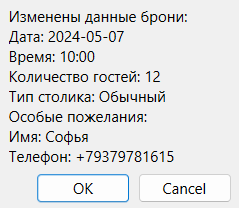 Изменены данные брони:
Дата: 2024-05-07
Время: 10:00
Количество гостей: 12
Тип столика: Обычный
Особые пожелания:
Имя: Софья
Телефон: +79379781615
OK Cancel